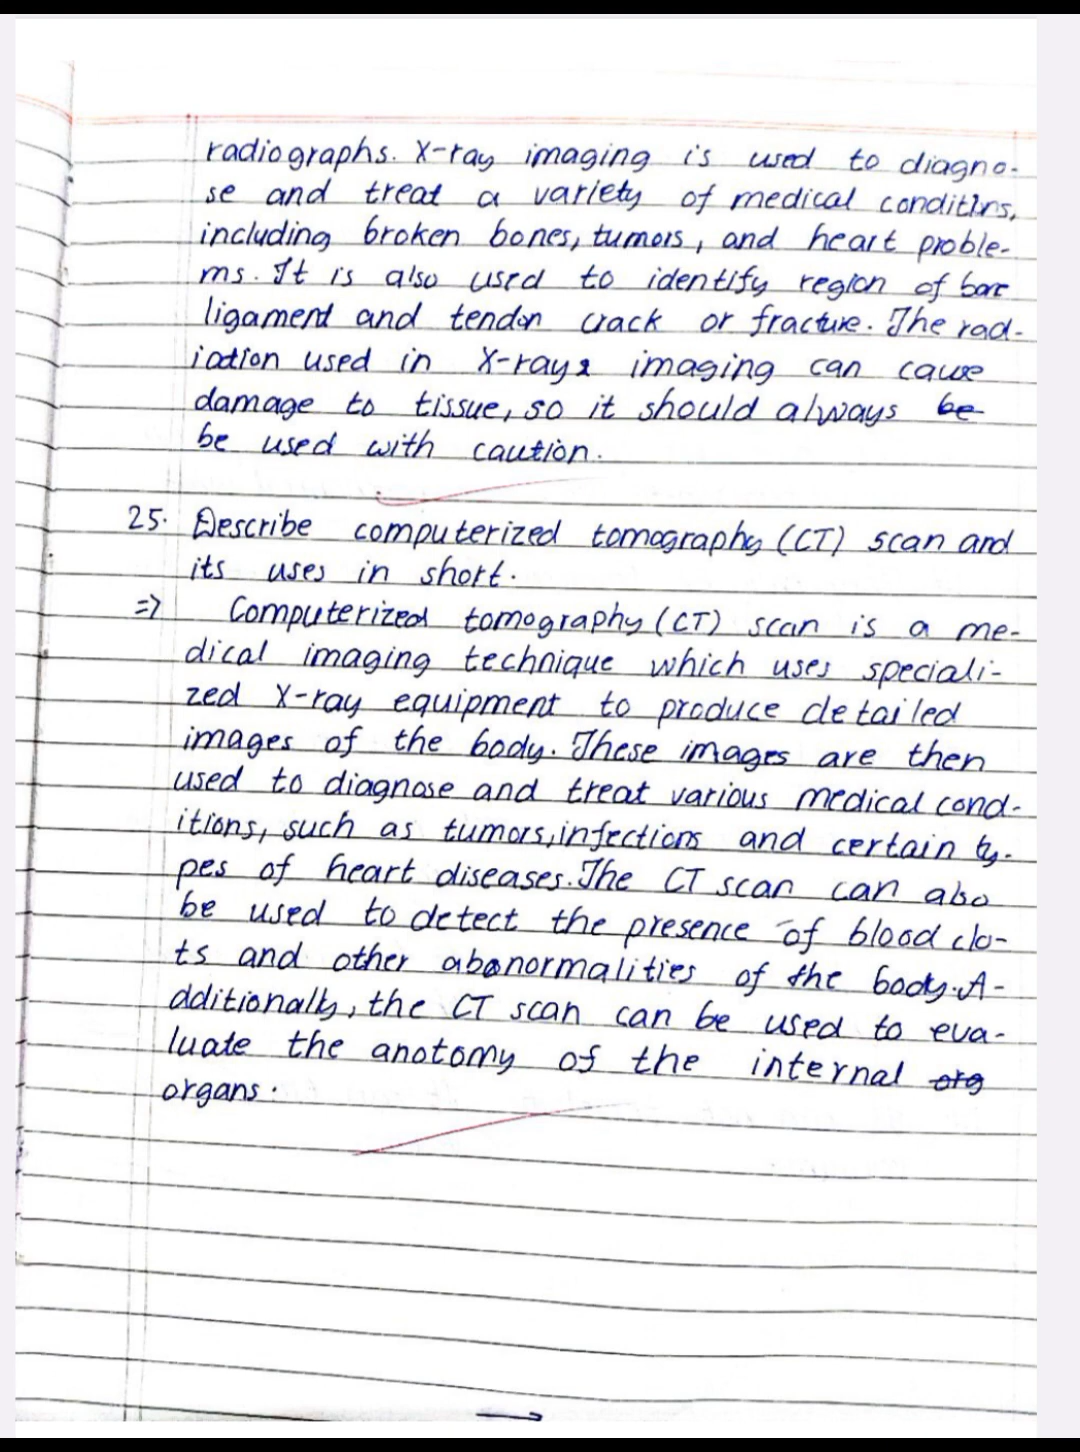 radiographs. X-ray imaging is used to diagno-
se and treat a variety of medical conditins,
including broken bones, tumors, and heart proble-
ms. It is also used to identify region of bone
ligament and tendon crack or fracture. The rad-
iation used in X-rays imaging can cause
damage to tissue, so it should always be
be used with caution.
25. Describe computerized tomography (CT) scan and
its uses in short.
=> Computerized tomography (CT) scan is a me-
dical imaging technique which uses speciali-
zed X-ray equipment to produce detailed
images of the body. These images are then
used to diagnose and treat various medical cond-
itions, such as tumors, infections and certain ty-
pes of heart diseases. The CT scan can also
be used to detect the presence of blood clo-
ts and other abonormalities of the body. A-
dditionally, the CT scan can be used to eva-
luate the anotomy of the internal org
organs.